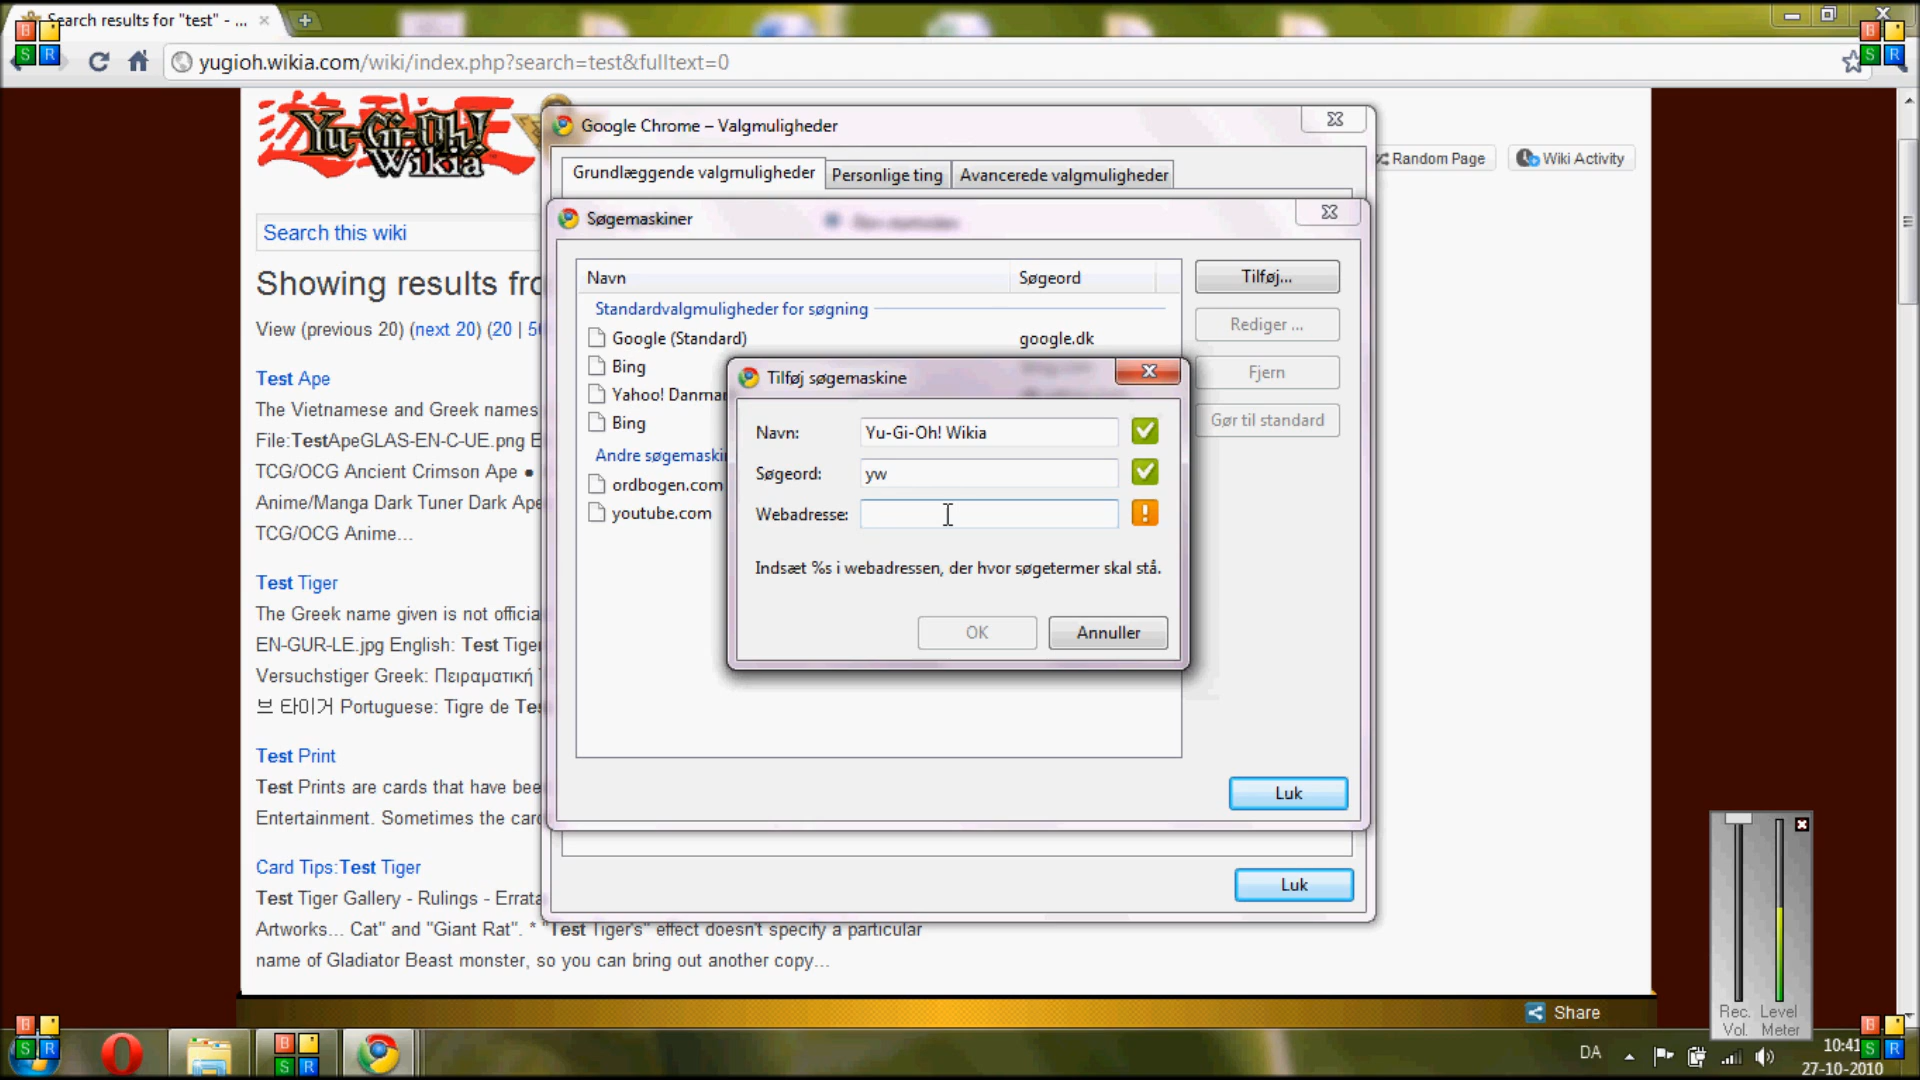 Search results for "test" - ...
yugioh.wikia.com/wiki/index.php?search=test&fulltext=0
Yu-Gi-Oh!
Wikia
Random Page
Wiki Activity
Search this wiki
Showing results fro
View (previous 20) (next 20) (20 | 5
Test Ape
The Vietnamese and Greek names
File:TestApeGLAS-EN-C-UE.png E
TCG/OCG Ancient Crimson Ape ●
Anime/Manga Dark Tuner Dark Ape
TCG/OCG Anime...
Test Tiger
The Greek name given is not officia
EN-GUR-LE.jpg English: Test Tiger
Versuchstiger Greek: Πειραματική
브 타이거 Portuguese: Tigre de Tes
Test Print
Test Prints are cards that have bee
Entertainment. Sometimes the card
Card Tips:Test Tiger
Test Tiger Gallery - Rulings - Errata
Artworks... Cat" and "Giant Rat". * "Test Tiger's" effect doesn't specify a particular
name of Gladiator Beast monster, so you can bring out another copy...
Share
Google Chrome – Valgmuligheder
Grundlæggende valgmuligheder
Personlige ting
Avancerede valgmuligheder
Søgemaskiner
Navn
Søgeord
Standardvalgmuligheder for søgning
Google (Standard)
google.dk
Bing
Yahoo! Danmar
Bing
Andre søgemaskin
ordbogen.com
youtube.com
Tilføj...
Rediger ...
Fjern
Gør til standard
Luk
Luk
Tilføj søgemaskine
Navn:
Yu-Gi-Oh! Wikia
Søgeord:
yw
Webadresse:
Indsæt %s i webadressen, der hvor søgetermer skal stå.
OK
Annuller
Rec. Level
Vol. Meter
B
S R
B
S R
B
S R
B
S R
B
S R
DA
10:41
27-10-2010